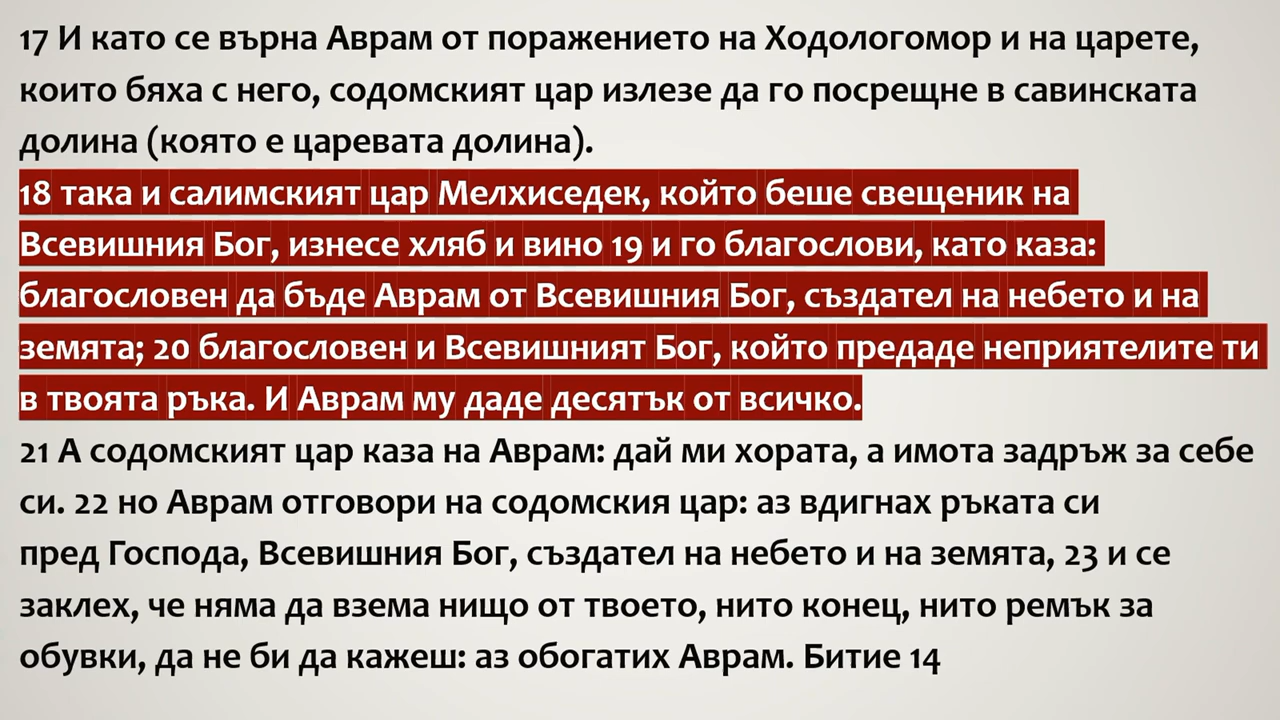 17 И като се върна Аврам от поражението на Ходологомор и на царете,
които бяха с него, содомският цар излезе да го посрещне в савинската
долина (която е царевата долина).
18 така и салимският цар Мелхиседек, който беше свещеник на
Всевишния Бог, изнесе хляб и вино 19 и го благослови, като каза:
благословен да бъде Аврам от Всевишния Бог, създател на небето и на
земята; 20 благословен и Всевишният Бог, който предаде неприятелите ти
в твоята ръка. И Аврам му даде десятък от всичко.
21 А содомският цар каза на Аврам: дай ми хората, а имота задръж за себе
си. 22 но Аврам отговори на содомския цар: аз вдигнах ръката си
пред Господа, Всевишния Бог, създател на небето и на земята, 23 и се
заклех, че няма да взема нищо от твоето, нито конец, нито ремък за
обувки, да не би да кажеш: аз обогатих Аврам. Битие 14